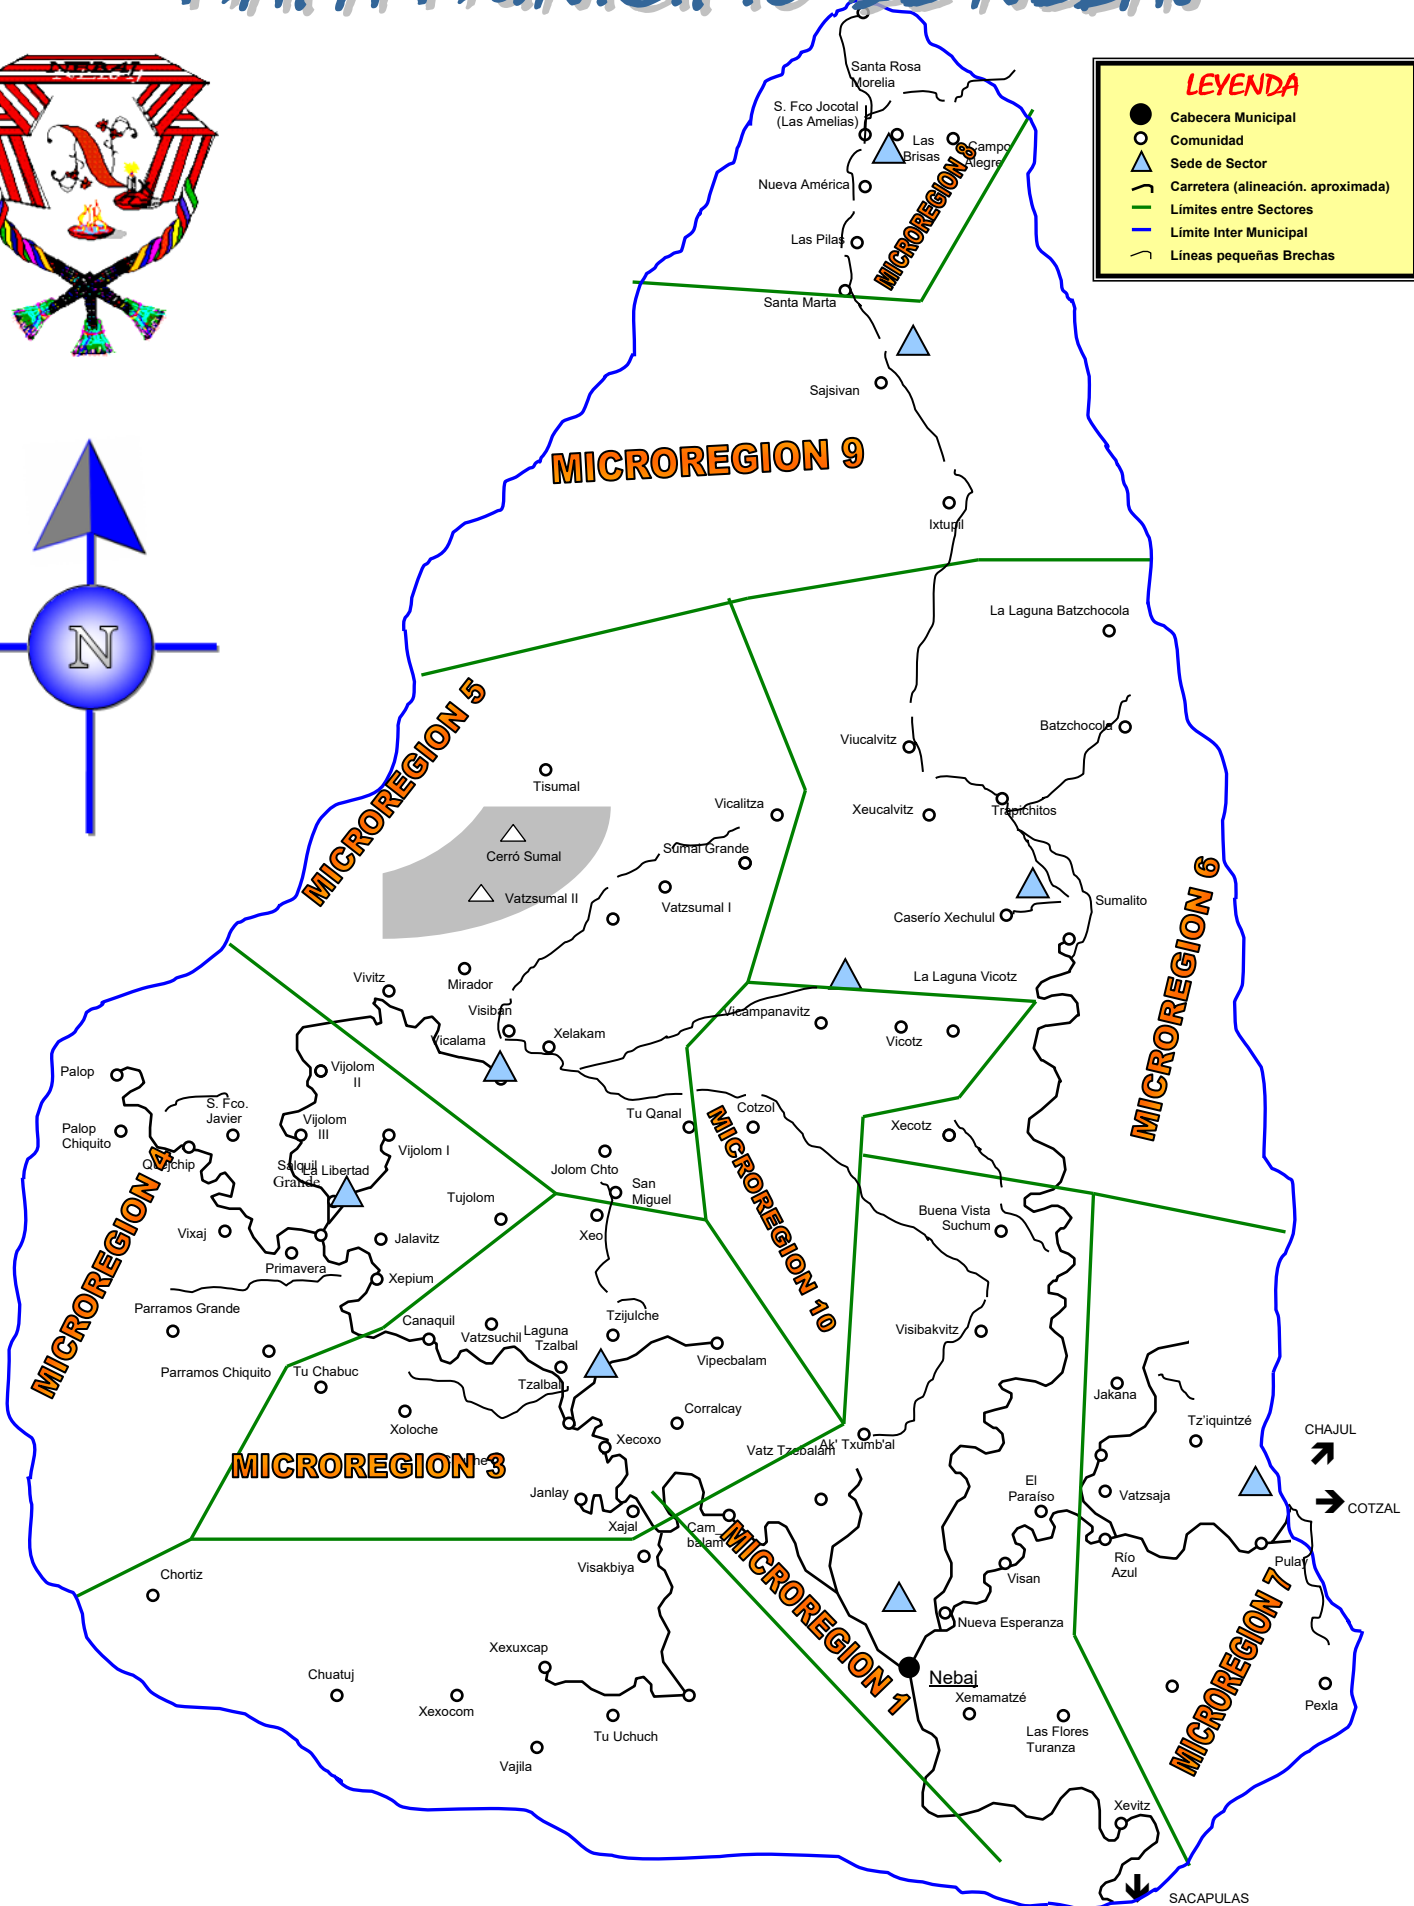 NEBAJ
N
LEYENDA
Cabecera Municipal
Comunidad
Sede de Sector
Carretera (alineación. aproximada)
Límites entre Sectores
Límite Inter Municipal
Líneas pequeñas Brechas
Santa Rosa
Morelia
S. Fco Jocotal
(Las Amelias)
Las
Brisas
Campo
Alegre
Nueva América
MICROREGION 8
Las Pilas
Santa Marta
Sajsivan
MICROREGION 9
Ixtupil
La Laguna Batzchocola
MICROREGION 5
Batzchocola
Viucalvitz
Tisumal
Vicalitza
Xeucalvitz
Trapichitos
Cerró Sumal
Sumal Grande
Vatzsumal II
Vatzsumal I
Sumalito
Caserío Xechulul
MICROREGION 6
Mirador
Vivitz
La Laguna Vicotz
Visiban
Vicampanavitz
Vicalama
Xelakam
Vicotz
Palop
Vijolom
II
S. Fco.
Javier
Tu Qanal
Cotzol
Palop
Chiquito
Vijolom
III
Vijolom I
Xecotz
Quejchip
MICROREGION 4
Salquil
Grande
La Libertad
Jolom Chto
San
Miguel
Tujolom
MICROREGION 10
Buena Vista
Suchum
Vixaj
Jalavitz
Xeo
Primavera
Xepium
Parramos Grande
Canaquil
Vatzsuchil
Laguna
Tzalbal
Tzijulche
Visibakvitz
Parramos Chiquito
Tu Chabuc
Vipecbalam
Tzalbal
Jakana
Xoloche
Corralcay
Tz'iquintzé
CHAJUL
Xecoxo
Vatz Tzebalam
Ak' Txumb'al
MICROREGION 3
Janlay
El
Paraíso
Vatzsaja
COTZAL
Xajal
Cam_
balam
MICROREGION 1
Visakbiya
Río
Azul
Pulay
Chortiz
Visan
MICROREGION 7
Nueva Esperanza
Xexuxcap
Chuatuj
Nebaj
Xexocom
Xemamatzé
Pexla
Tu Uchuch
Las Flores
Turanza
Vajila
Xevitz
SACAPULAS